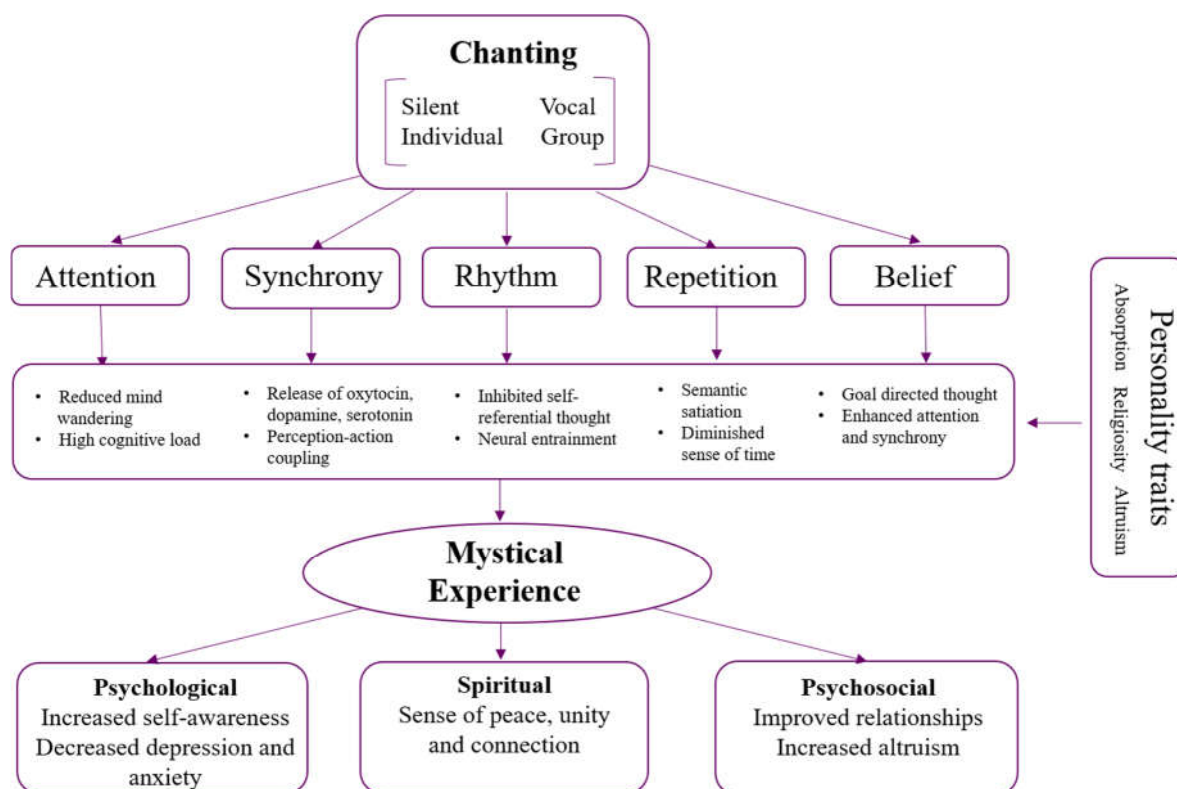 Chanting
Silent Vocal
Individual Group
Attention
Synchrony
Rhythm
Repetition
Belief
• Reduced mind
wandering
• High cognitive load
• Release of oxytocin,
dopamine, serotonin
• Perception-action
coupling
• Inhibited self-
referential thought
• Neural entrainment
• Semantic
satiation
• Diminished
sense of time
• Goal directed thought
• Enhanced attention
and synchrony
Personality traits
Absorption Religiosity Altruism
Mystical
Experience
Psychological
Increased self-awareness
Decreased depression and
anxiety
Spiritual
Sense of peace, unity
and connection
Psychosocial
Improved relationships
Increased altruism